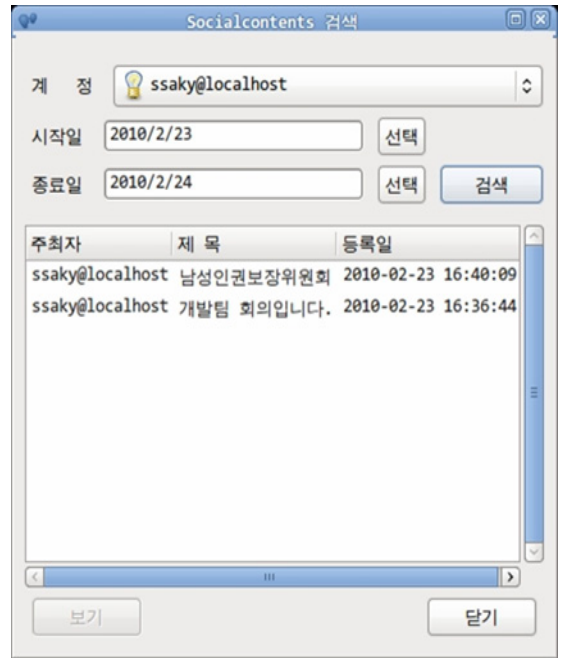 Socialcontents 검색
계 정 ssaky@localhost
시작일 2010/2/23 선택
종료일 2010/2/24 선택 검색
주최자 제 목 등록일
ssaky@localhost 남성인권보장위원회 2010-02-23 16:40:09
ssaky@localhost 개발팀 회의입니다. 2010-02-23 16:36:44
보기 닫기